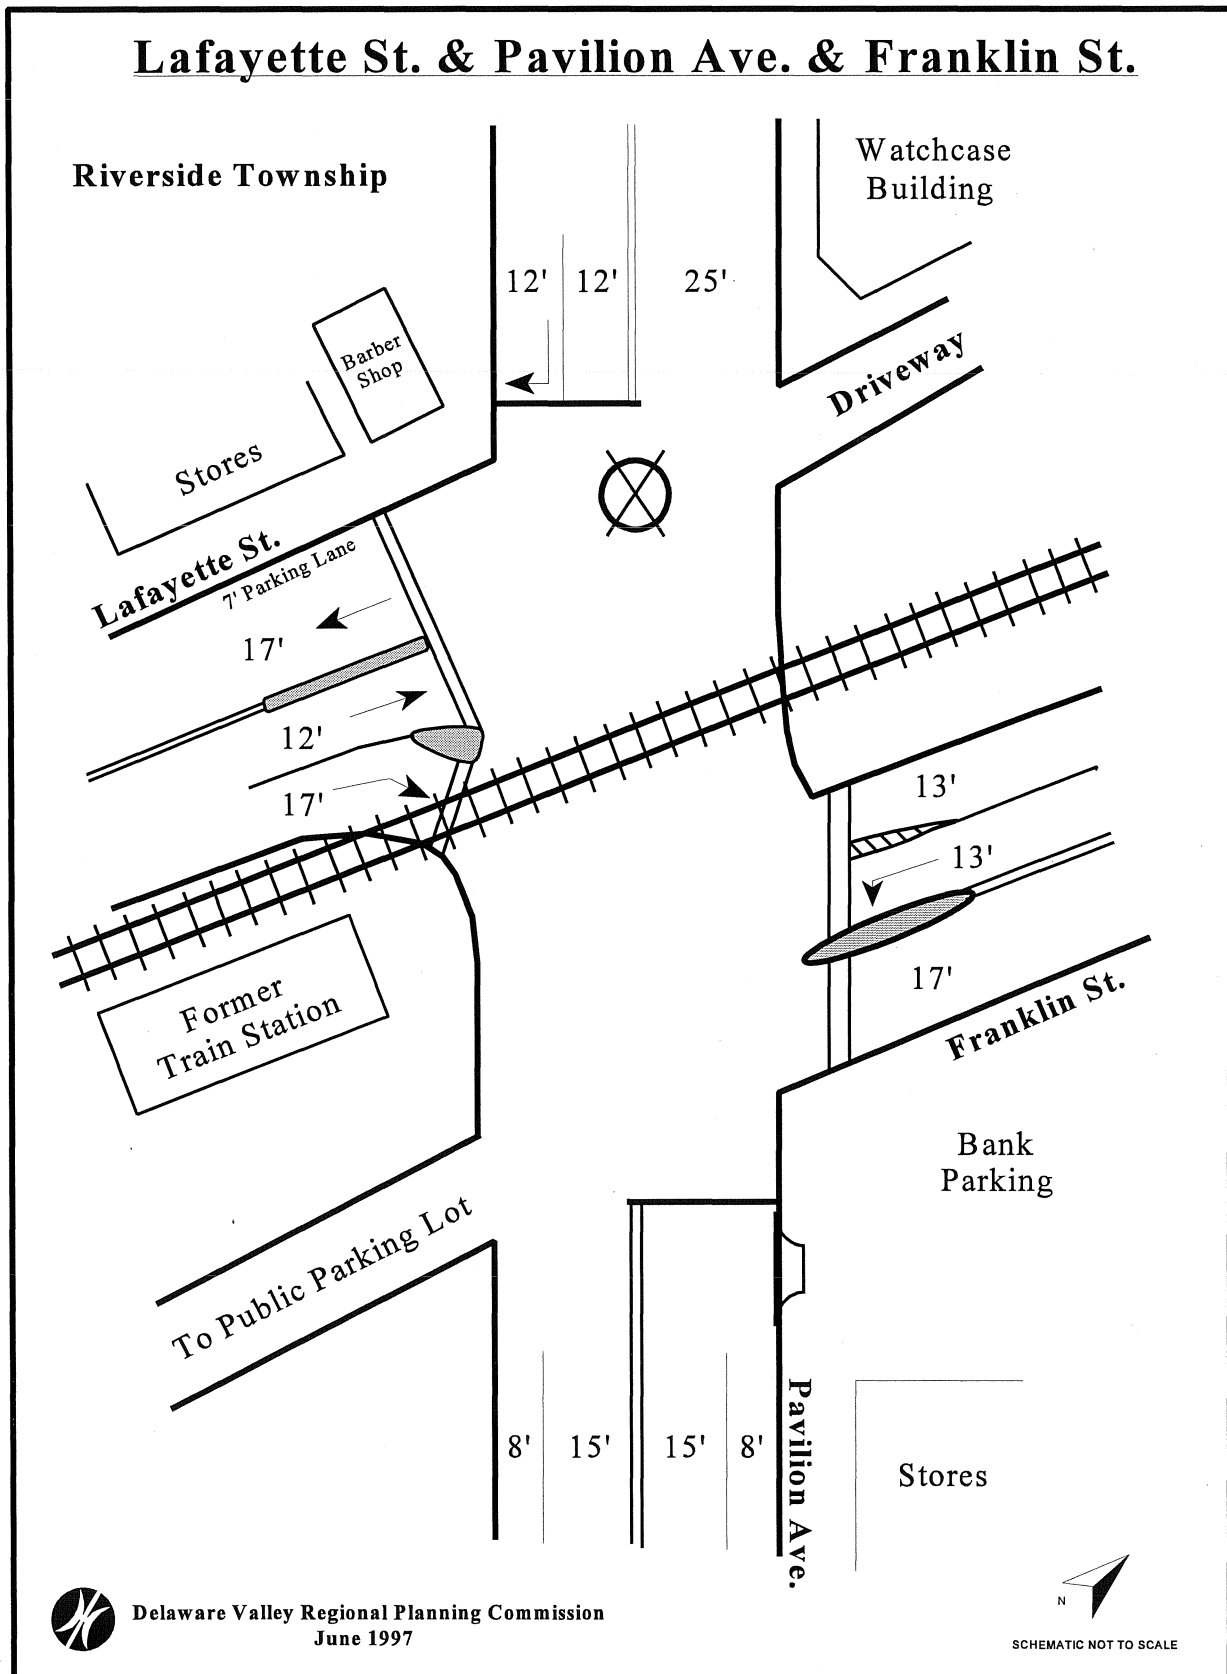 Lafayette St. & Pavilion Ave. & Franklin St.
Riverside Township
Watchcase
Building
12'
12'
25'
Barber
Shop
Driveway
Stores
Lafayette St.
7' Parking Lane
17'
12'
17'
13'
13'
17'
Former
Train Station
Franklin St.
Bank
Parking
To Public Parking Lot
Pavilion Ave.
8'
15'
15'
8'
Stores
N
Delaware Valley Regional Planning Commission
June 1997
SCHEMATIC NOT TO SCALE